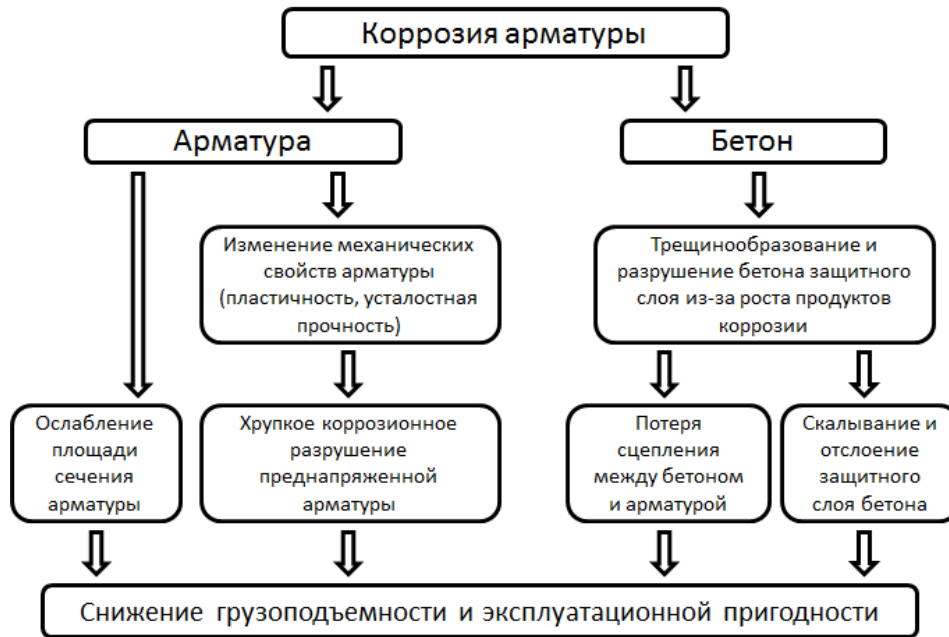 Коррозия арматуры
Арматура
Бетон
Изменение механических
свойств арматуры
(пластичность, усталостная
прочность)
Трещинообразование и
разрушение бетона защитного
слоя из-за роста продуктов
коррозии
Ослабление
площади
сечения
арматуры
Хрупкое коррозионное
разрушение
преднапряженной
арматуры
Потеря
сцепления
между бетоном
и арматурой
Скалывание и
отслоение
защитного
слоя бетона
Снижение грузоподъемности и эксплуатационной пригодности